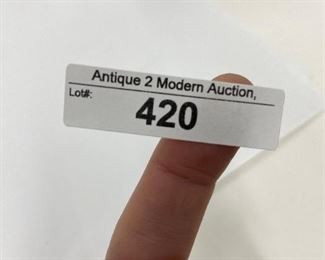 Antique 2 Modern Auction,
Lot#:
420